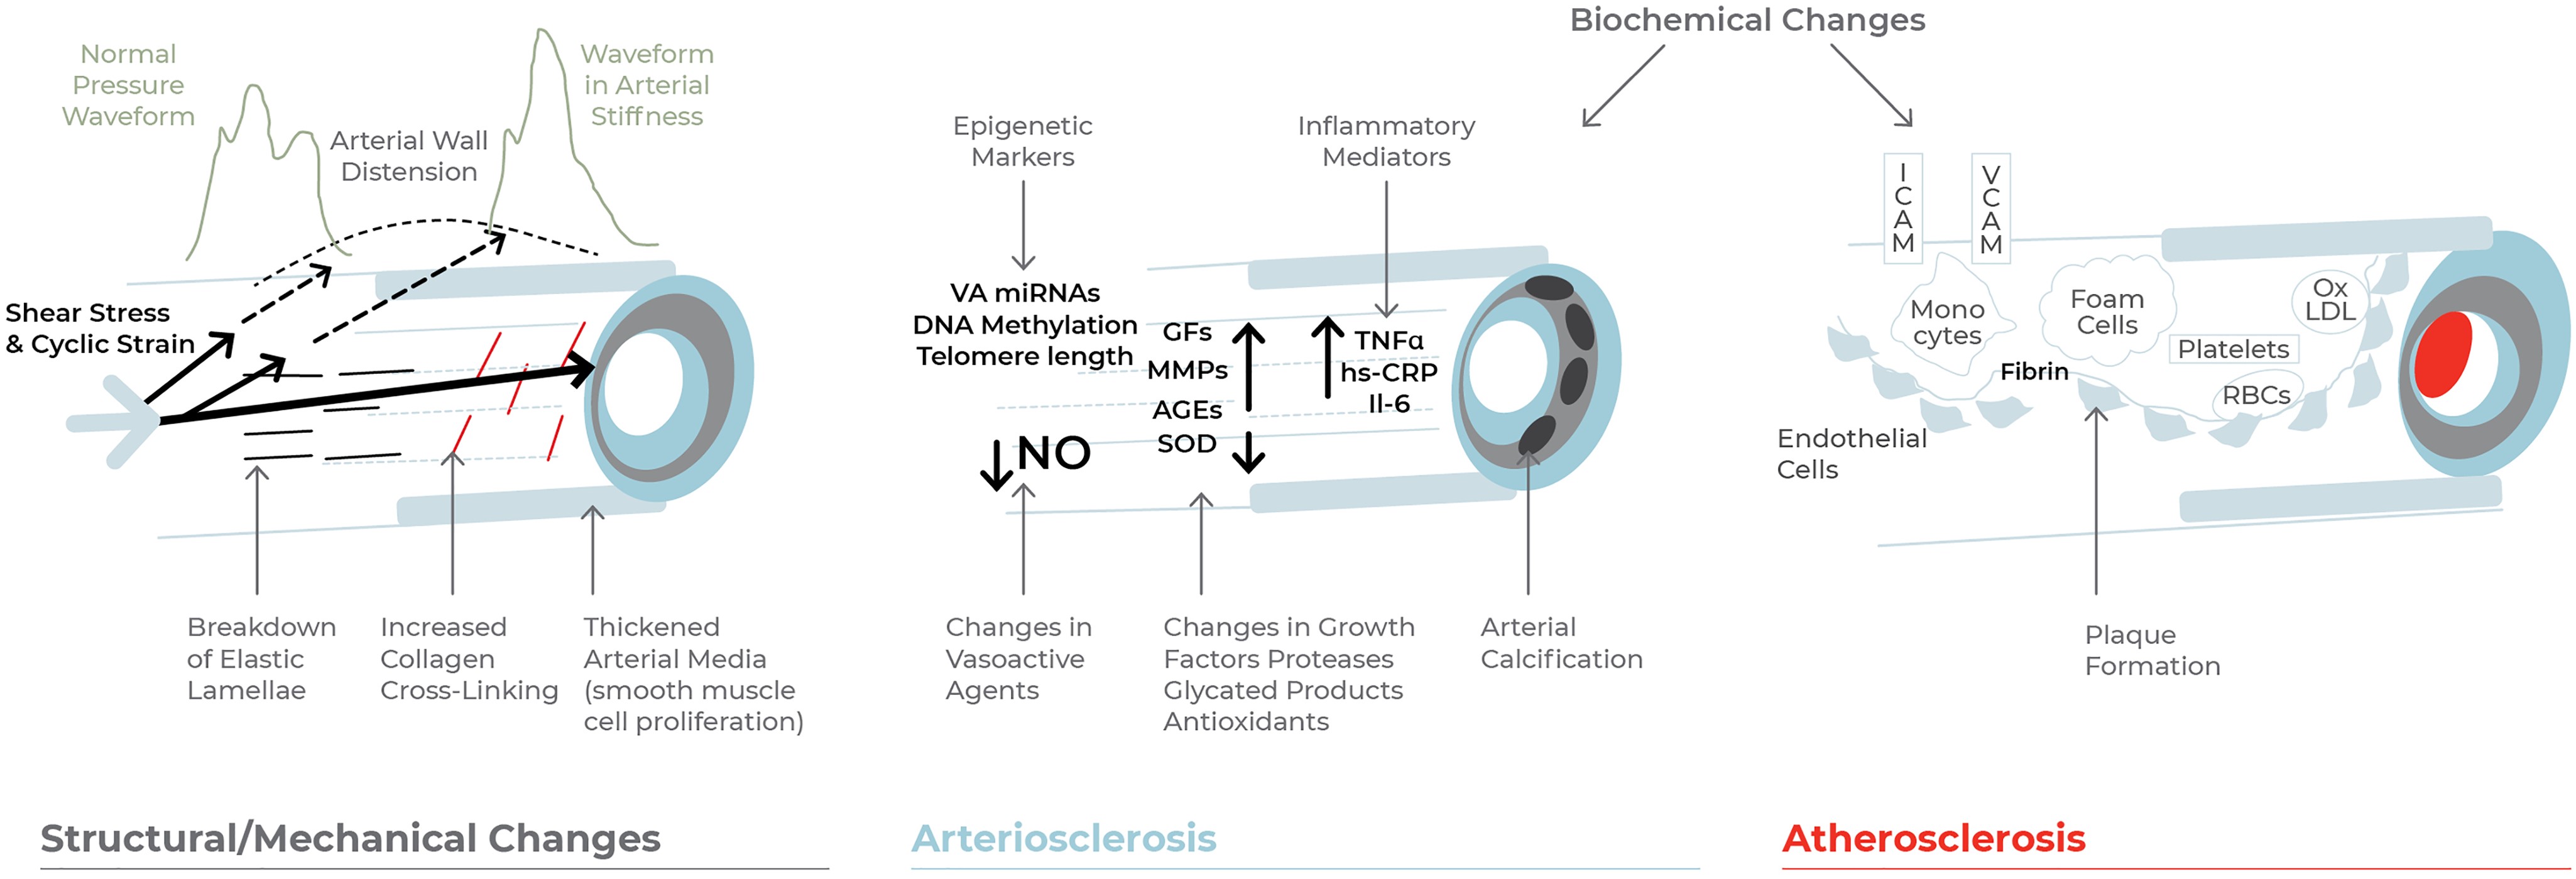 Biochemical Changes
Normal
Pressure
Waveform
Waveform
in Arterial
Stiffness
Arterial Wall
Distension
Shear Stress
& Cyclic Strain
Breakdown
of Elastic
Lamellae
Increased
Collagen
Cross-Linking
Thickened
Arterial Media
(smooth muscle
cell proliferation)
Structural/Mechanical Changes
Epigenetic
Markers
Inflammatory
Mediators
VA miRNAs
DNA Methylation
Telomere length
GFs
MMPs
AGEs
SOD
TNFα
hs-CRP
Il-6
NO
Changes in
Vasoactive
Agents
Changes in Growth
Factors Proteases
Glycated Products
Antioxidants
Arterial
Calcification
Arteriosclerosis
ICAM
VCAM
Mono
cytes
Foam
Cells
Ox
LDL
Platelets
Fibrin
RBCs
Endothelial
Cells
Plaque
Formation
Atherosclerosis